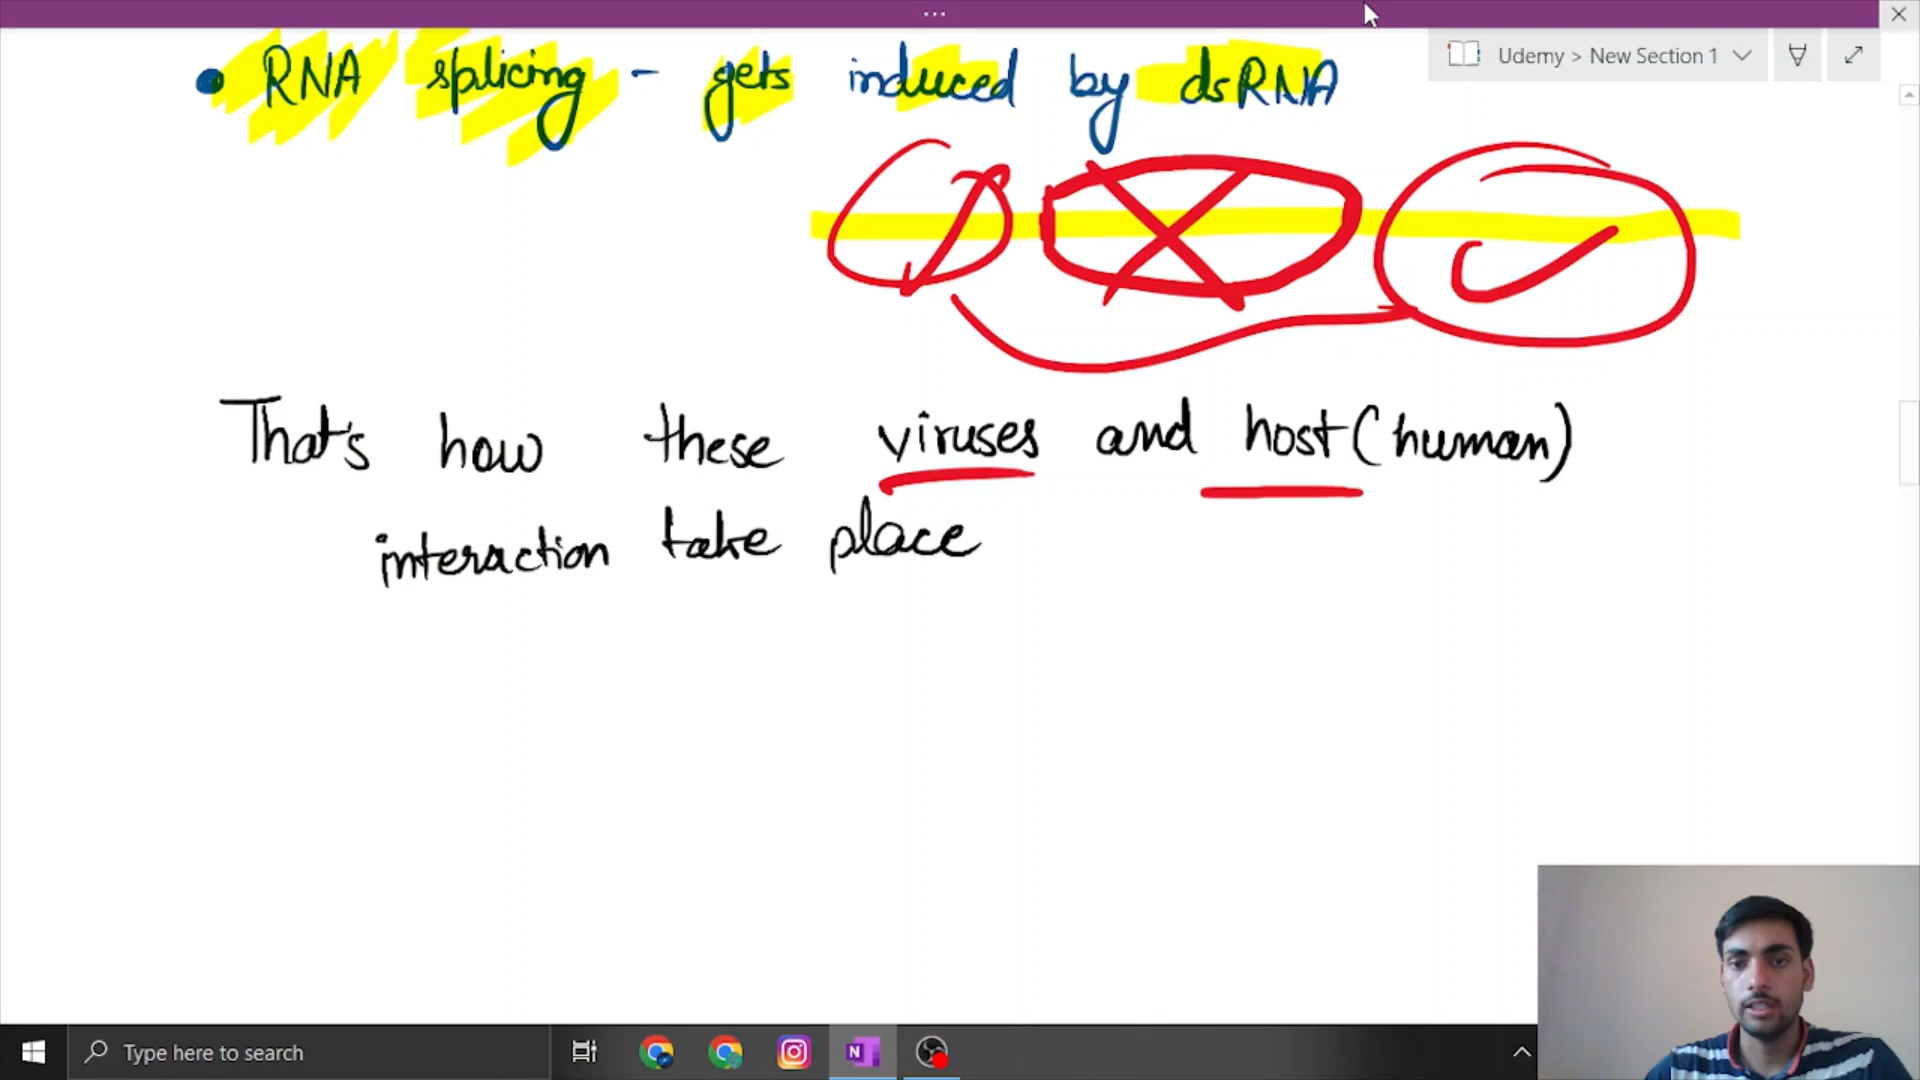 ...
Udemy > New Section 1
• RNA splicing - gets induced by dsRNA
That's how these viruses and host (human)
interaction take place
Type here to search
N